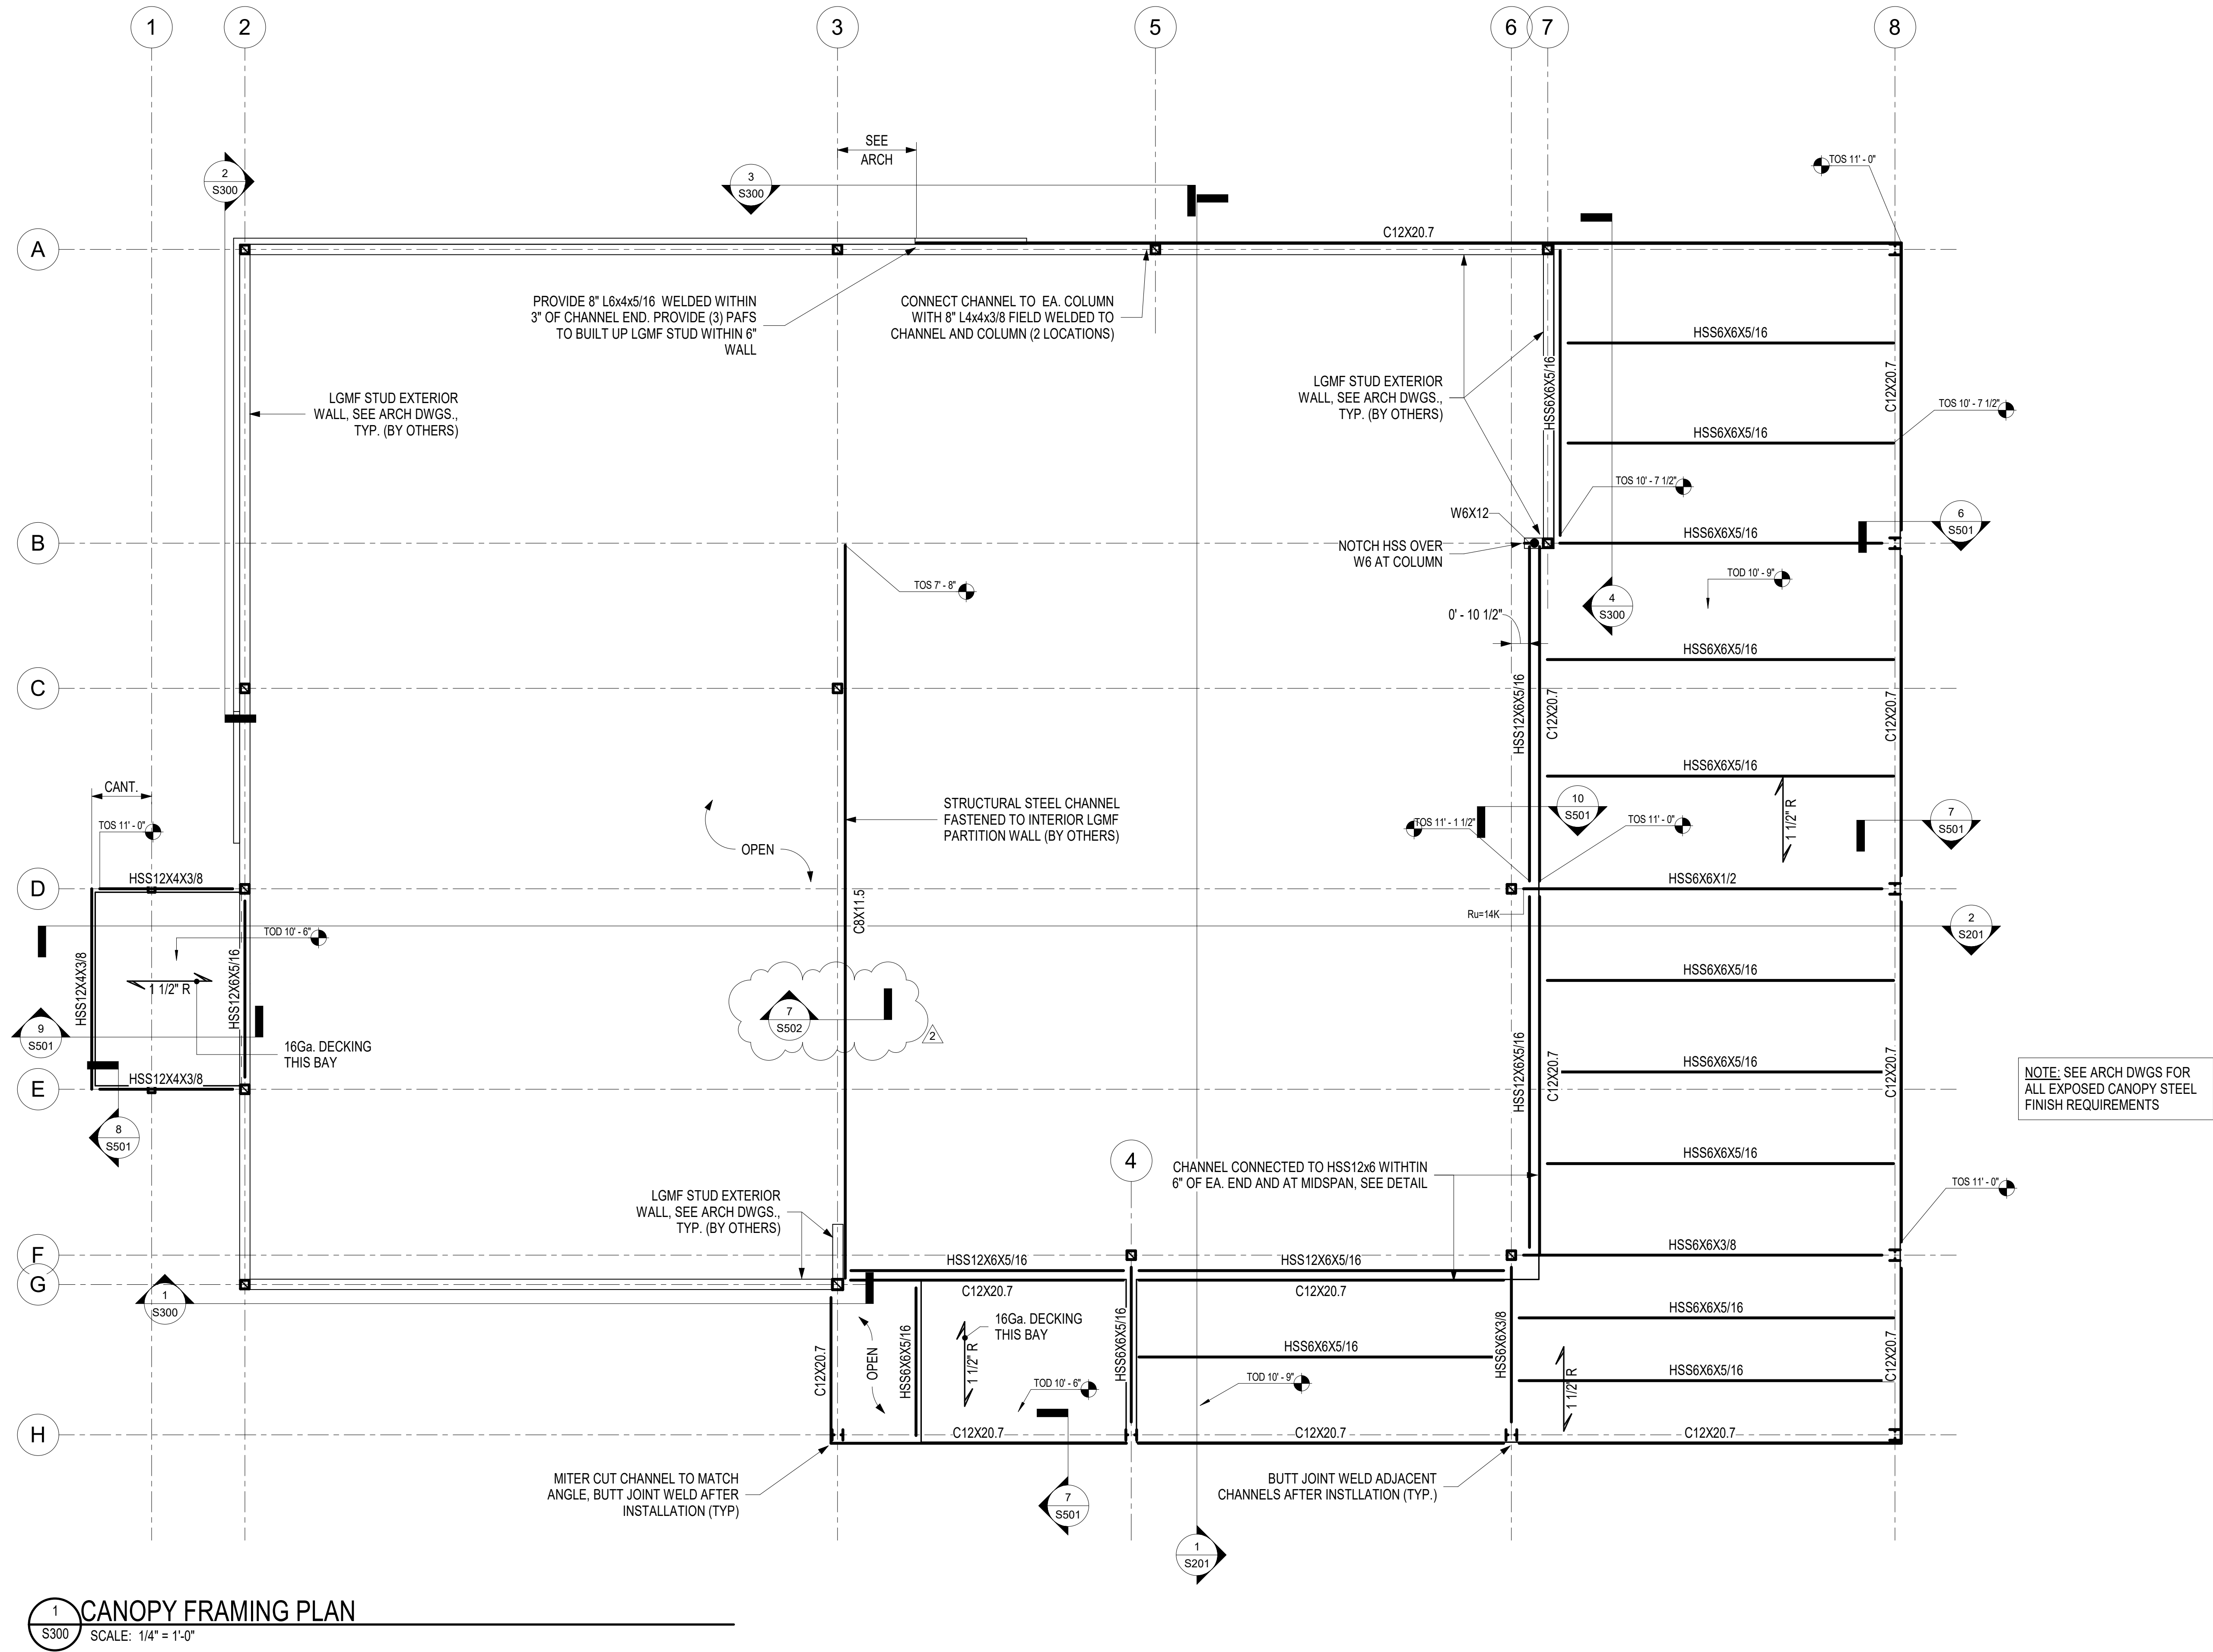 1
2
3
5
6
7
8
SEE
ARCH
TOS 11' - 0"
2
S300
3
S300
A
C12X20.7
PROVIDE 8" L6x4x5/16 WELDED WITHIN
3" OF CHANNEL END. PROVIDE (3) PAFS
TO BUILT UP LGMF STUD WITHIN 6"
WALL
CONNECT CHANNEL TO EA. COLUMN
WITH 8" L4x4x3/8 FIELD WELDED TO
CHANNEL AND COLUMN (2 LOCATIONS)
HSS6X6X5/16
HSS6X6X5/16
C12X20.7
LGMF STUD EXTERIOR
WALL, SEE ARCH DWGS.,
TYP. (BY OTHERS)
LGMF STUD EXTERIOR
WALL, SEE ARCH DWGS.,
TYP. (BY OTHERS)
TOS 10' - 7 1/2"
HSS6X6X5/16
TOS 10' - 7 1/2"
W6X12
6
S501
B
NOTCH HSS OVER
W6 AT COLUMN
HSS6X6X5/16
TOS 7' - 8"
TOD 10' - 9"
4
S300
0' - 10 1/2"
HSS6X6X5/16
C
HSS12X6X5/16
C12X20.7
C12X20.7
HSS6X6X5/16
CANT.
TOS 11' - 0"
STRUCTURAL STEEL CHANNEL
FASTENED TO INTERIOR LGMF
PARTITION WALL (BY OTHERS)
OPEN
TOS 11' - 1 1/2"
10
S501
TOS 11' - 0"
1 1/2" R
7
S501
D
HSS12X4X3/8
HSS6X6X1/2
C8X11.5
Ru=14K
TOD 10' - 6"
2
S201
HSS12X4X3/8
1 1/2" R
HSS12X6X5/16
HSS6X6X5/16
7
S502
2
9
S501
16Ga. DECKING
THIS BAY
HSS12X6X5/16
C12X20.7
HSS6X6X5/16
C12X20.7
NOTE: SEE ARCH DWGS FOR
ALL EXPOSED CANOPY STEEL
FINISH REQUIREMENTS
E
HSS12X4X3/8
8
S501
4
CHANNEL CONNECTED TO HSS12x6 WITHTIN
6" OF EA. END AND AT MIDSPAN, SEE DETAIL
HSS6X6X5/16
TOS 11' - 0"
LGMF STUD EXTERIOR
WALL, SEE ARCH DWGS.,
TYP. (BY OTHERS)
F
HSS12X6X5/16
HSS12X6X5/16
HSS6X6X3/8
G
C12X20.7
C12X20.7
1
S300
16Ga. DECKING
THIS BAY
HSS6X6X5/16
C12X20.7
OPEN
HSS6X6X5/16
1 1/2" R
HSS6X6X5/16
HSS6X6X5/16
HSS6X6X3/8
HSS6X6X5/16
C12X20.7
TOD 10' - 6"
TOD 10' - 9"
1 1/2" R
H
C12X20.7
C12X20.7
C12X20.7
MITER CUT CHANNEL TO MATCH
ANGLE, BUTT JOINT WELD AFTER
INSTALLATION (TYP)
BUTT JOINT WELD ADJACENT
CHANNELS AFTER INSTLLATION (TYP.)
7
S501
1
S201
1
S300
CANOPY FRAMING PLAN
SCALE: 1/4" = 1'-0"